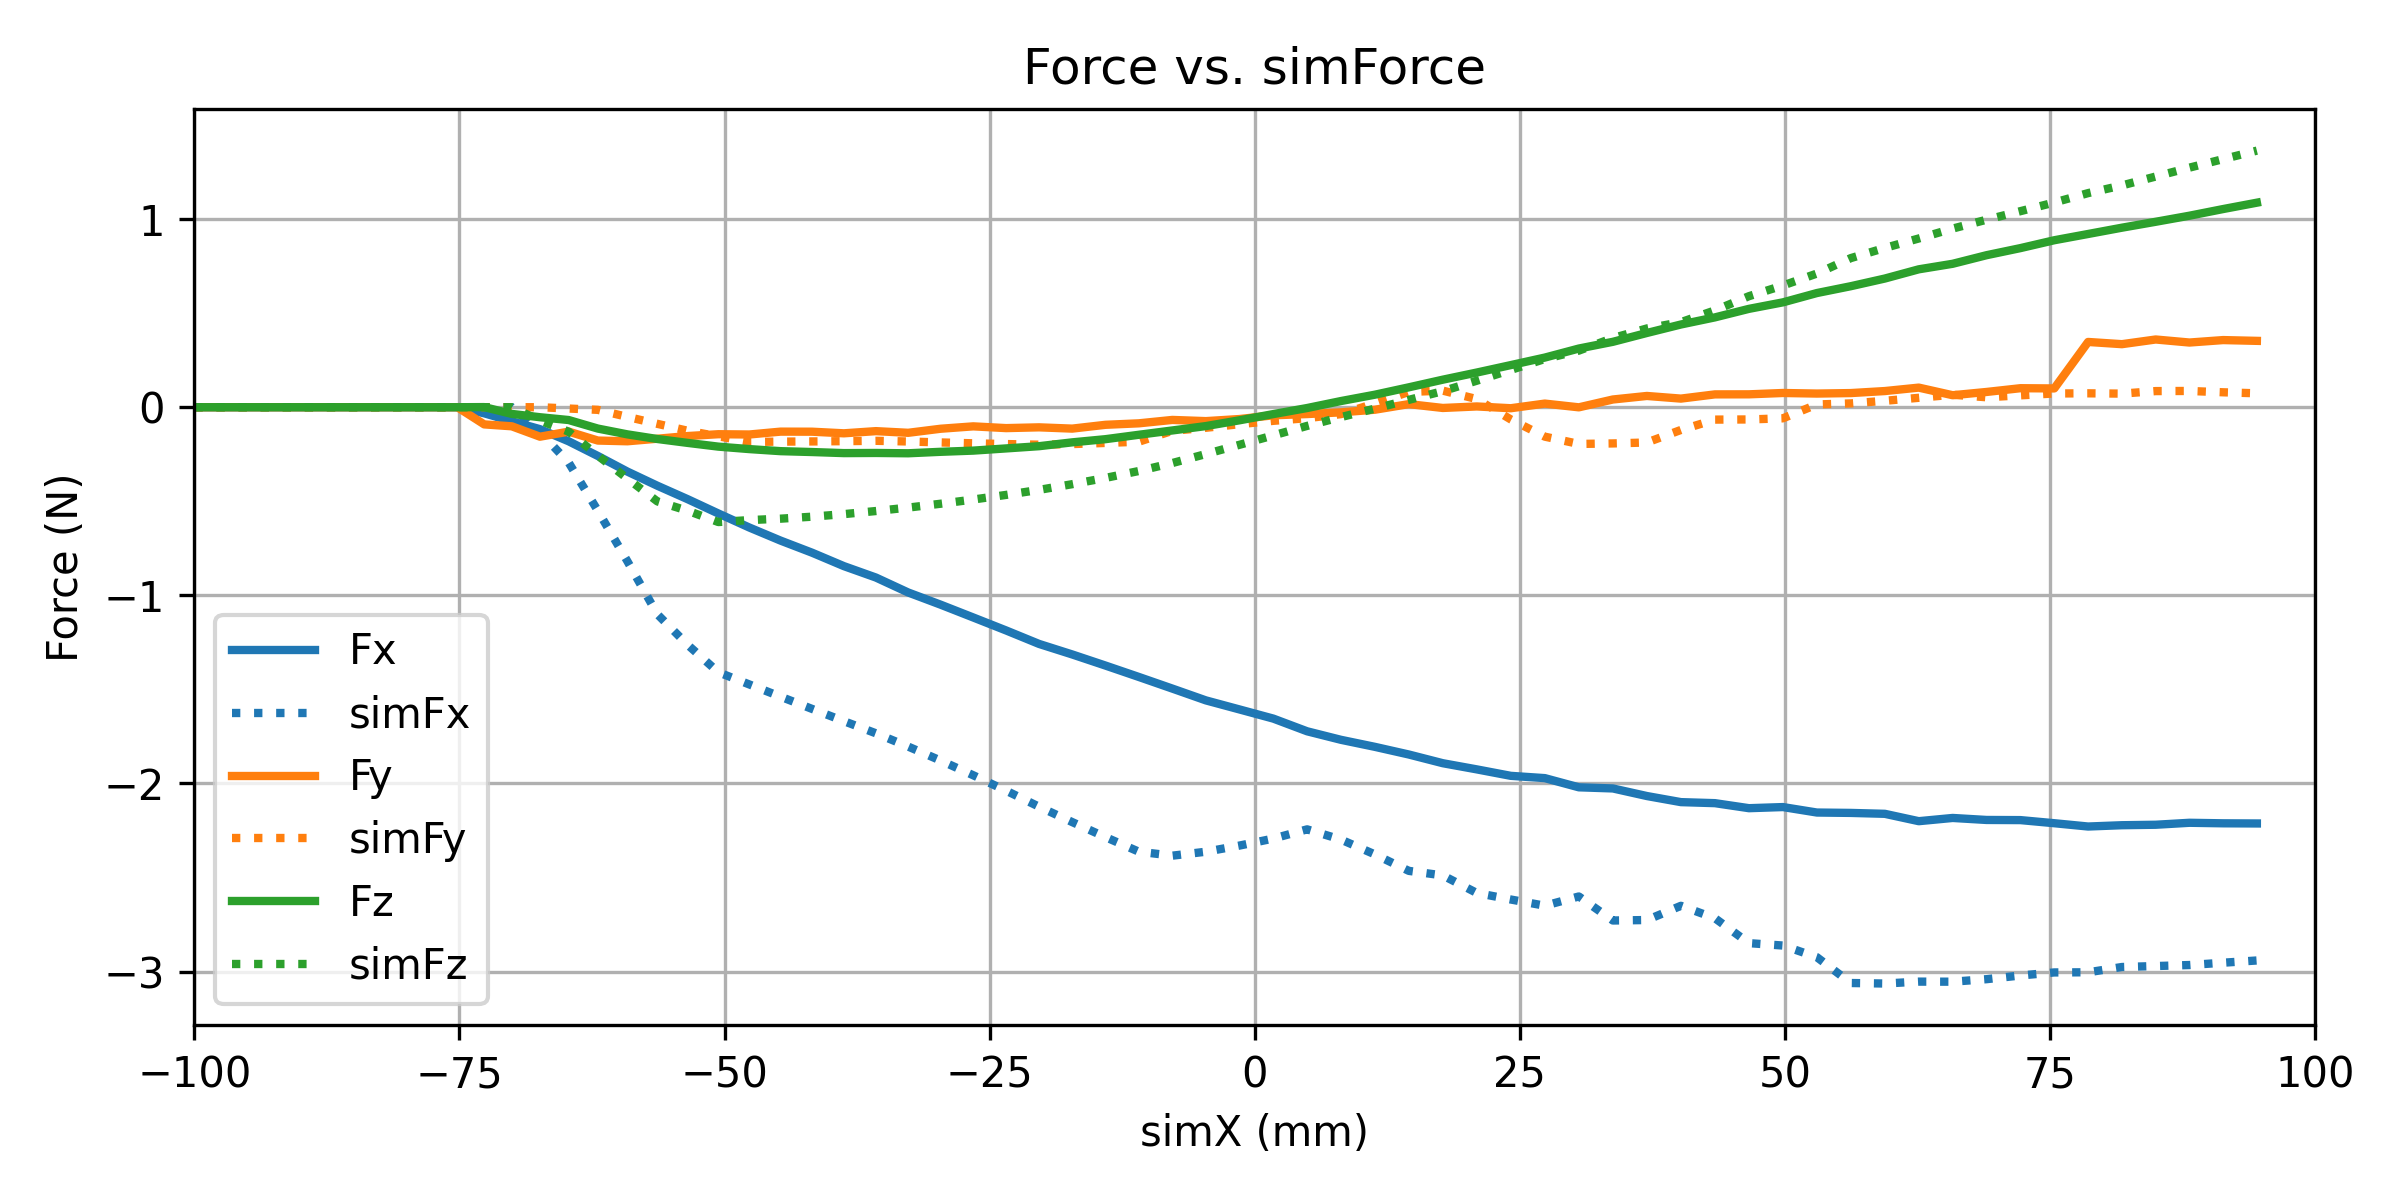 Force vs. simForce
Force (N)
1
0
−1
−2
−3
Fx
simFx
Fy
simFy
Fz
simFz
−100 −75 −50 −25 0 25 50 75 100
simX (mm)